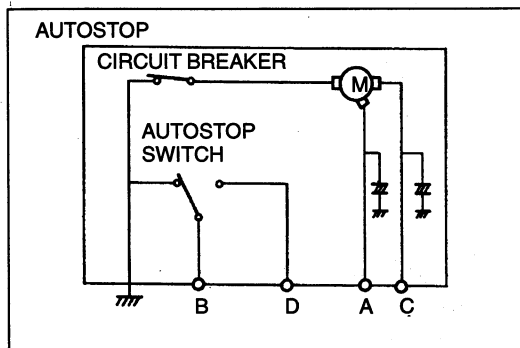 AUTOSTOP
CIRCUIT BREAKER
M
AUTOSTOP
SWITCH
B D A C